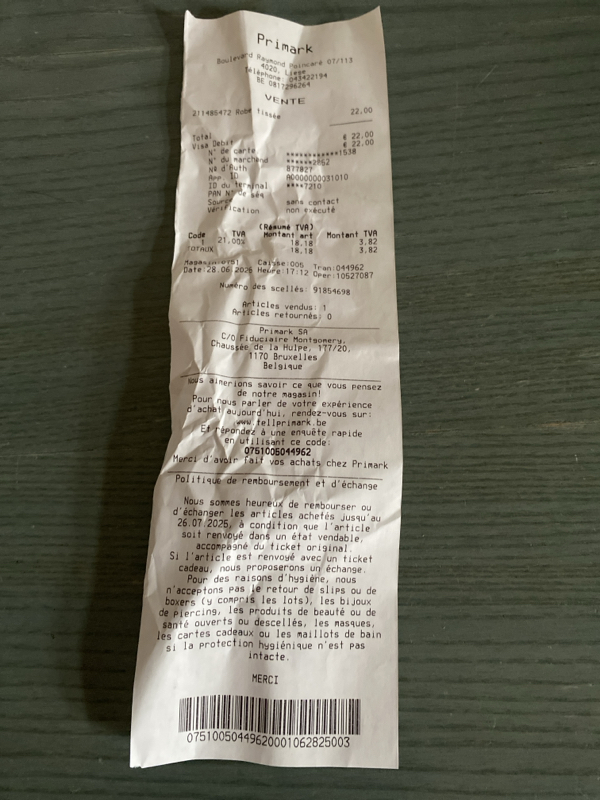 Primark
Boulevard Raymond Poincaré 07/113
4020, Liege
Téléphone: 043422194
BE 0817296264
VENTE
211485472 Robe tissée 22.00
Total € 22.00
Visa Debit € 22.00
N° de carte ************1538
N° du marchand ******2862
N° d'Auth 877827
App. ID A0000000031010
ID du terminal ****7210
PAN N° de séq
Source sans contact
Vérification non exécuté
(Résumé TVA)
Code TVA Montant art Montant TVA
1 21.00% 18.18 3.82
TOTAUX 18.18 3.82
Caisse:005 Tran:044962
Date:28.06.2025 Heure:17:12 Oper:10527087
Numéro des scellés: 91854698
Articles vendus: 1
Articles retournés: 0
Primark SA
C/O Fiduciaire Montgomery,
Chaussée de la Hulpe, 177/20,
1170 Bruxelles
Belgique
Nous aimerions savoir ce que vous pensez
de notre magasin!
Pour nous parler de votre expérience
d'achat aujourd'hui, rendez-vous sur:
www.tellprimark.be
Et répondez à une enquête rapide
en utilisant ce code:
0751005044962
Merci d'avoir fait vos achats chez Primark
Politique de remboursement et d'échange
Nous sommes heureux de rembourser ou
d'échanger les articles achetés jusqu'au
26.07.2025, à condition que l'article
soit renvoyé dans un état vendable,
accompagné du ticket original.
Si l'article est renvoyé avec un ticket
cadeau, nous proposerons un échange.
Pour des raisons d'hygiène, nous
n'acceptons pas le retour de slips ou de
boxers (y compris les lots), les bijoux
de piercing, les produits de beauté ou de
santé ouverts ou descellés, les masques,
les cartes cadeaux ou les maillots de bain
si la protection hygiénique n'est pas
intacte.
MERCI
07510050449620001062825003